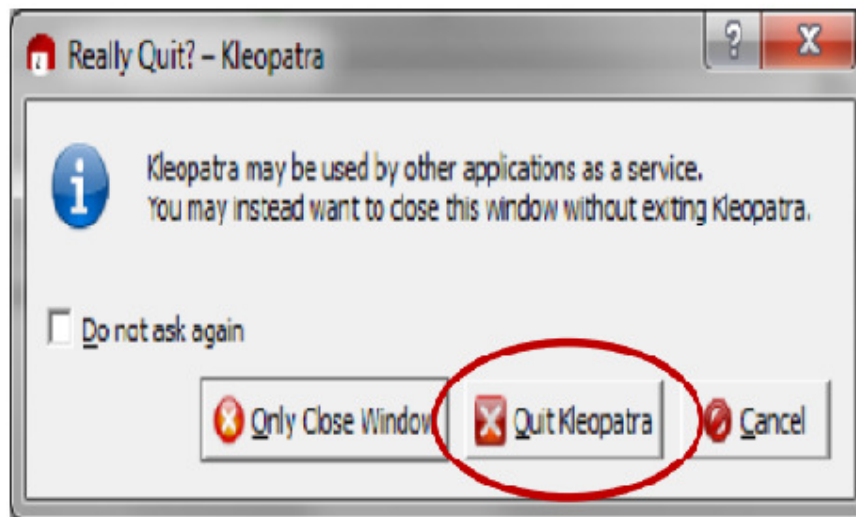 Really Quit? – Kleopatra
Kleopatra may be used by other applications as a service.
You may instead want to close this window without exiting Kleopatra.
Do not ask again
Only Close Window
Quit Kleopatra
Cancel